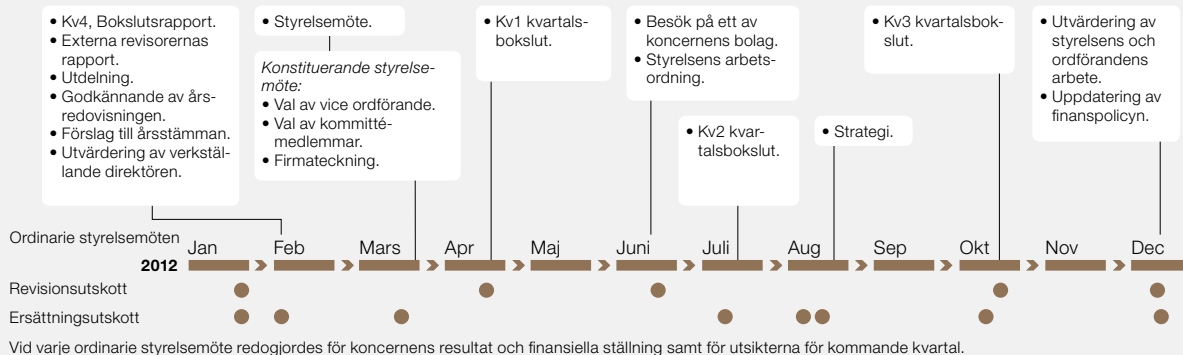 • Kv4, Bokslutsrapport.
• Externa revisorernas
rapport.
• Utdelning.
• Godkännande av års-
redovisningen.
• Förslag till årsstämman.
• Utvärdering av verkstäl-
lande direktören.
• Styrelsemöte.
Konstituerande styrelse-
möte:
• Val av vice ordförande.
• Val av kommitté-
medlemmar.
• Firmateckning.
• Kv1 kvartals-
bokslut.
• Besök på ett av
koncernens bolag.
• Styrelsens arbets-
ordning.
• Kv2 kvar-
talsbokslut.
• Strategi.
• Kv3 kvartalsbok-
slut.
• Utvärdering av
styrelsens och
ordförandens
arbete.
• Uppdatering av
finanspolicyn.
Ordinarie styrelsemöten
Jan Feb Mars Apr Maj Juni Juli Aug Sep Okt Nov Dec
2012
Revisionsutskott
Ersättningsutskott
Vid varje ordinarie styrelsemöte redogjordes för koncernens resultat och finansiella ställning samt för utsikterna för kommande kvartal.